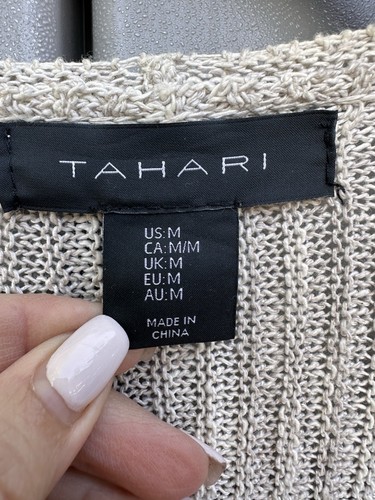 TAHARI
US:M
CA:M/M
UK:M
EU:M
AU:M
MADE IN
CHINA